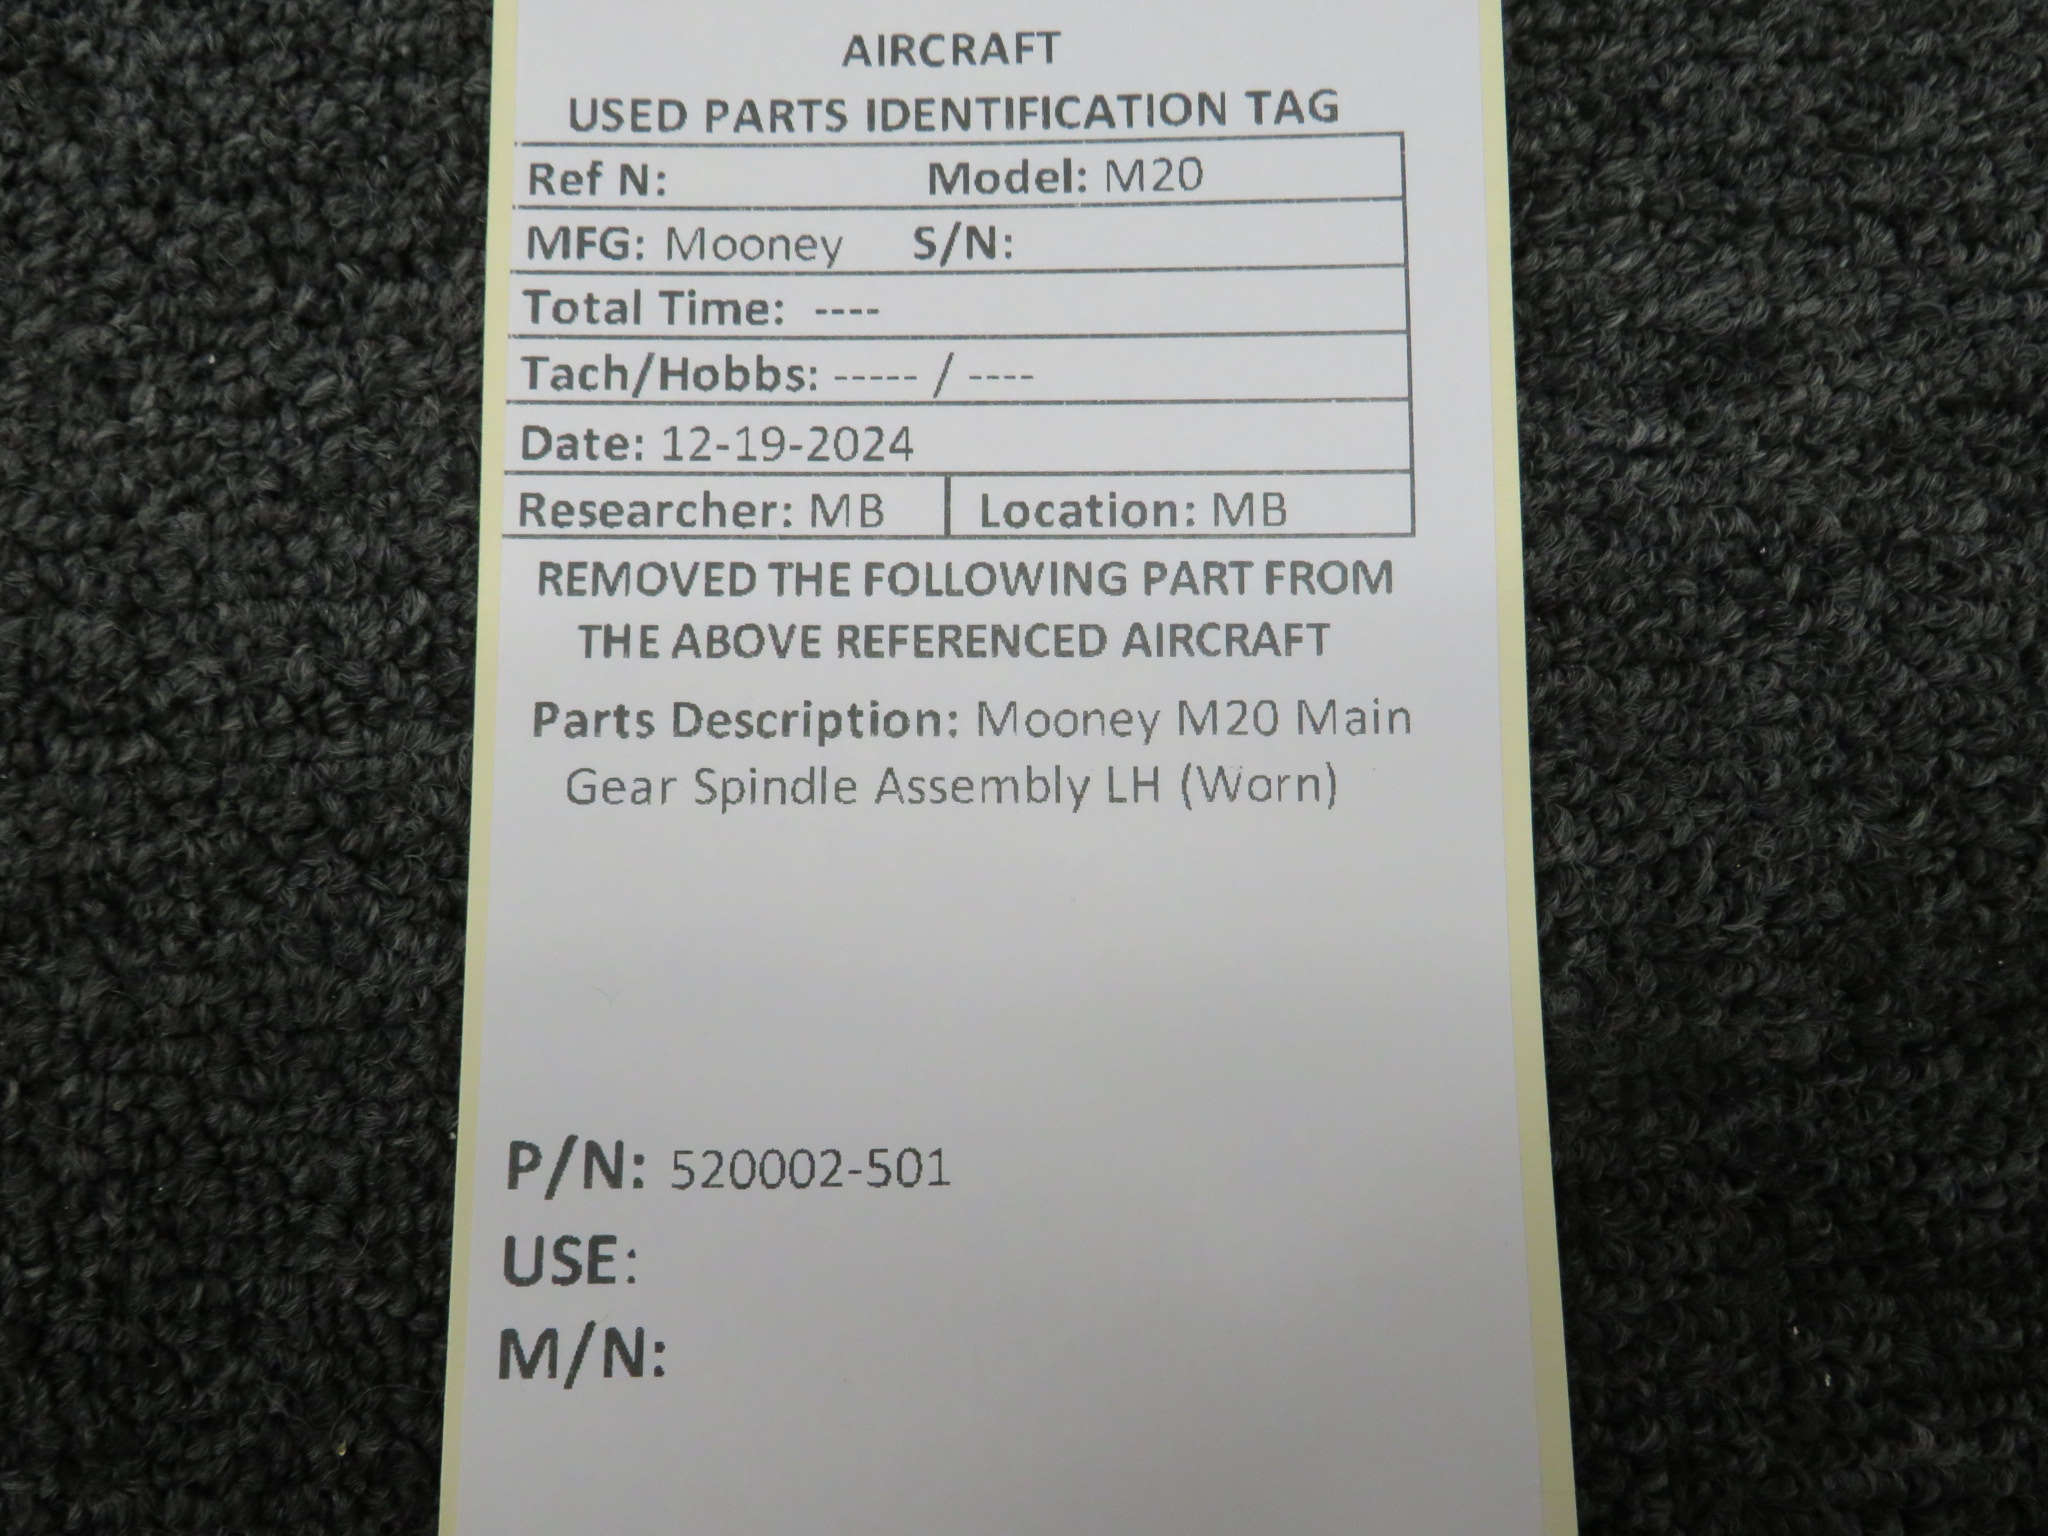 AIRCRAFT
USED PARTS IDENTIFICATION TAG
Ref N: Model: M20
MFG: Mooney S/N:
Total Time: ----
Tach/Hobbs: ----- / ----
Date: 12-19-2024
Researcher: MB Location: MB
REMOVED THE FOLLOWING PART FROM
THE ABOVE REFERENCED AIRCRAFT
Parts Description: Mooney M20 Main
Gear Spindle Assembly LH (Worn)
P/N: 520002-501
USE:
M/N: